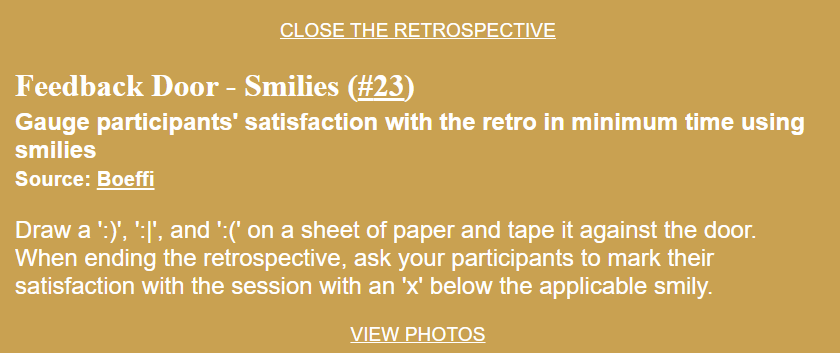 CLOSE THE RETROSPECTIVE
Feedback Door - Smilies (#23)
Gauge participants' satisfaction with the retro in minimum time using
smilies
Source: Boeffi
Draw a ':)', ':|', and ':(' on a sheet of paper and tape it against the door.
When ending the retrospective, ask your participants to mark their
satisfaction with the session with an 'x' below the applicable smily.
VIEW PHOTOS